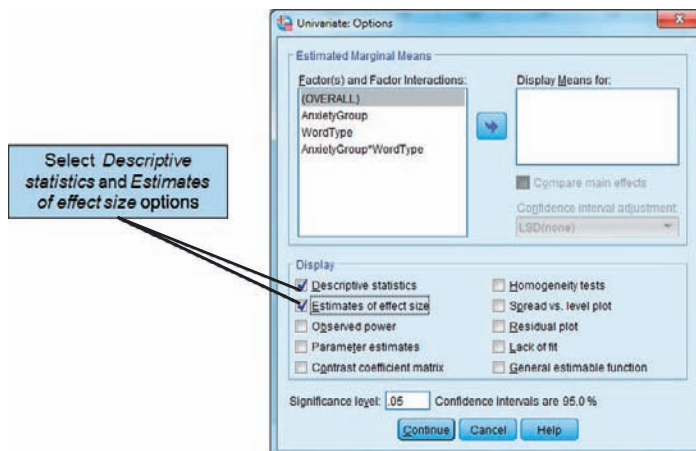 Univariate: Options
Estimated Marginal Means
Factor(s) and Factor Interactions:
(OVERALL)
AnxietyGroup
WordType
AnxietyGroup*WordType
Display Means for:
Compare main effects
Confidence interval adjustment:
LSD(none)
Select Descriptive
statistics and Estimates
of effect size options
Display
Descriptive statistics
Estimates of effect size
Observed power
Parameter estimates
Contrast coefficient matrix
Homogeneity tests
Spread vs. level plot
Residual plot
Lack of fit
General estimable function
Significance level: .05 Confidence intervals are 95.0 %
Continue Cancel Help